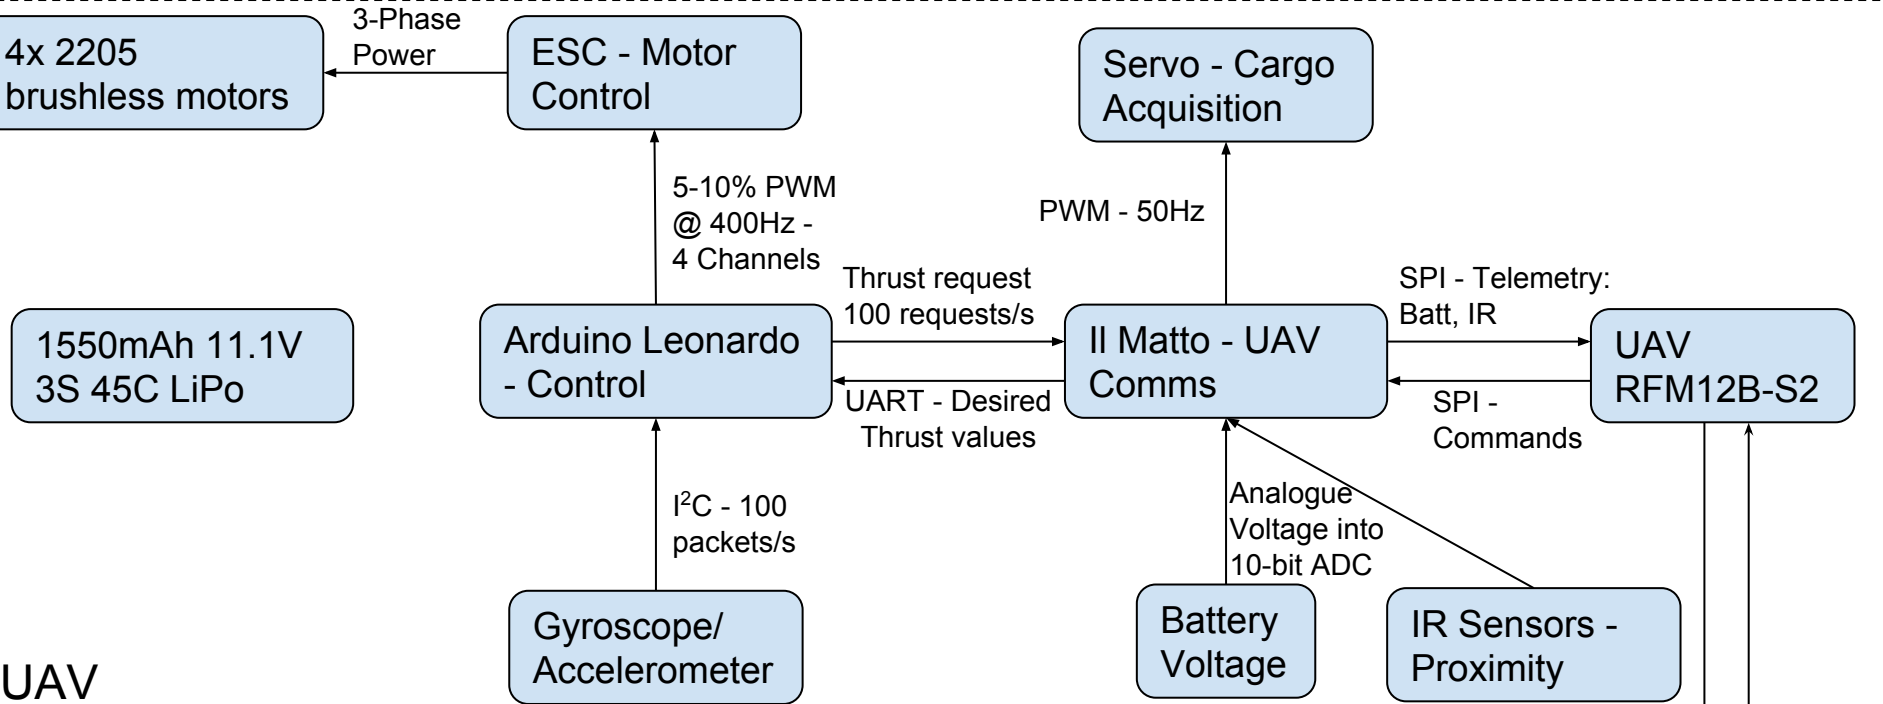 3-Phase
Power
4x 2205
brushless motors
ESC - Motor
Control
Servo - Cargo
Acquisition
5-10% PWM
@ 400Hz -
4 Channels
PWM - 50Hz
Thrust request
100 requests/s
SPI - Telemetry:
Batt, IR
1550mAh 11.1V
3S 45C LiPo
Arduino Leonardo
- Control
Il Matto - UAV
Comms
UAV
RFM12B-S2
UART - Desired
Thrust values
SPI -
Commands
I²C - 100
packets/s
Analogue
Voltage into
10-bit ADC
Gyroscope/
Accelerometer
Battery
Voltage
IR Sensors -
Proximity
UAV